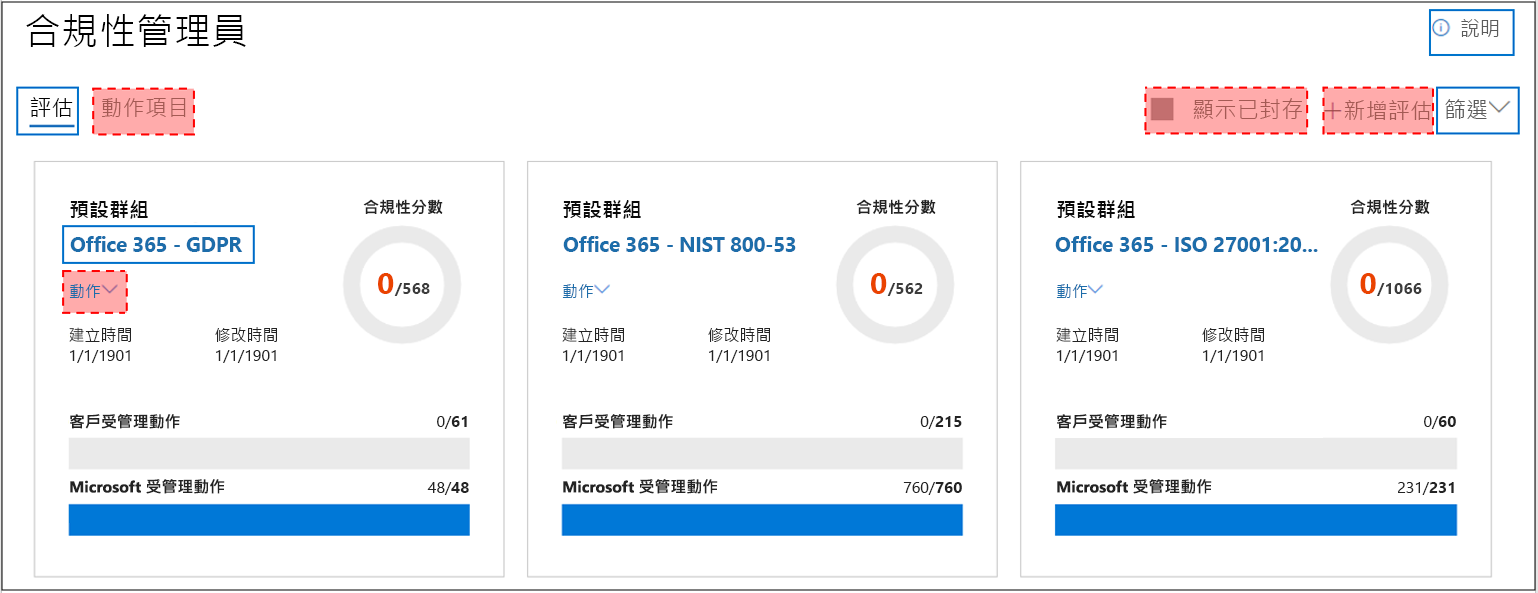 合規性管理員
說明
評估 動作項目 顯示已封存 +新增評估 篩選
預設群組 合規性分數
Office 365 - GDPR
0/568
動作
建立時間 修改時間
1/1/1901 1/1/1901
客戶受管理動作 0/61
Microsoft 受管理動作 48/48
預設群組 合規性分數
Office 365 - NIST 800-53
0/562
動作
建立時間 修改時間
1/1/1901 1/1/1901
客戶受管理動作 0/215
Microsoft 受管理動作 760/760
預設群組 合規性分數
Office 365 - ISO 27001:20...
0/1066
動作
建立時間 修改時間
1/1/1901 1/1/1901
客戶受管理動作 0/60
Microsoft 受管理動作 231/231